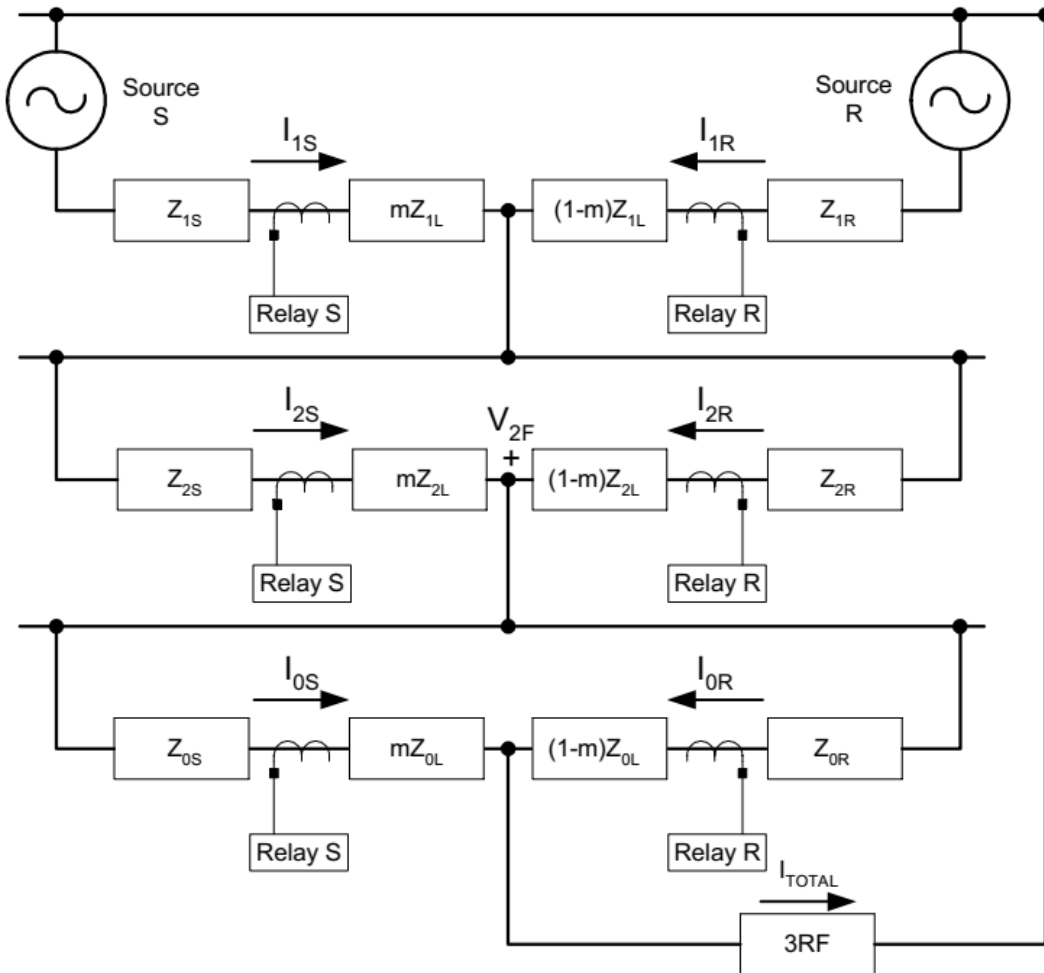 Source
S
Source
R
I1S
I1R
Z1S
mZ1L
(1-m)Z1L
Z1R
Relay S
Relay R
I2S
V2F
I2R
+
Z2S
mZ2L
(1-m)Z2L
Z2R
Relay S
Relay R
I0S
I0R
Z0S
mZ0L
(1-m)Z0L
Z0R
Relay S
Relay R
ITOTAL
3RF